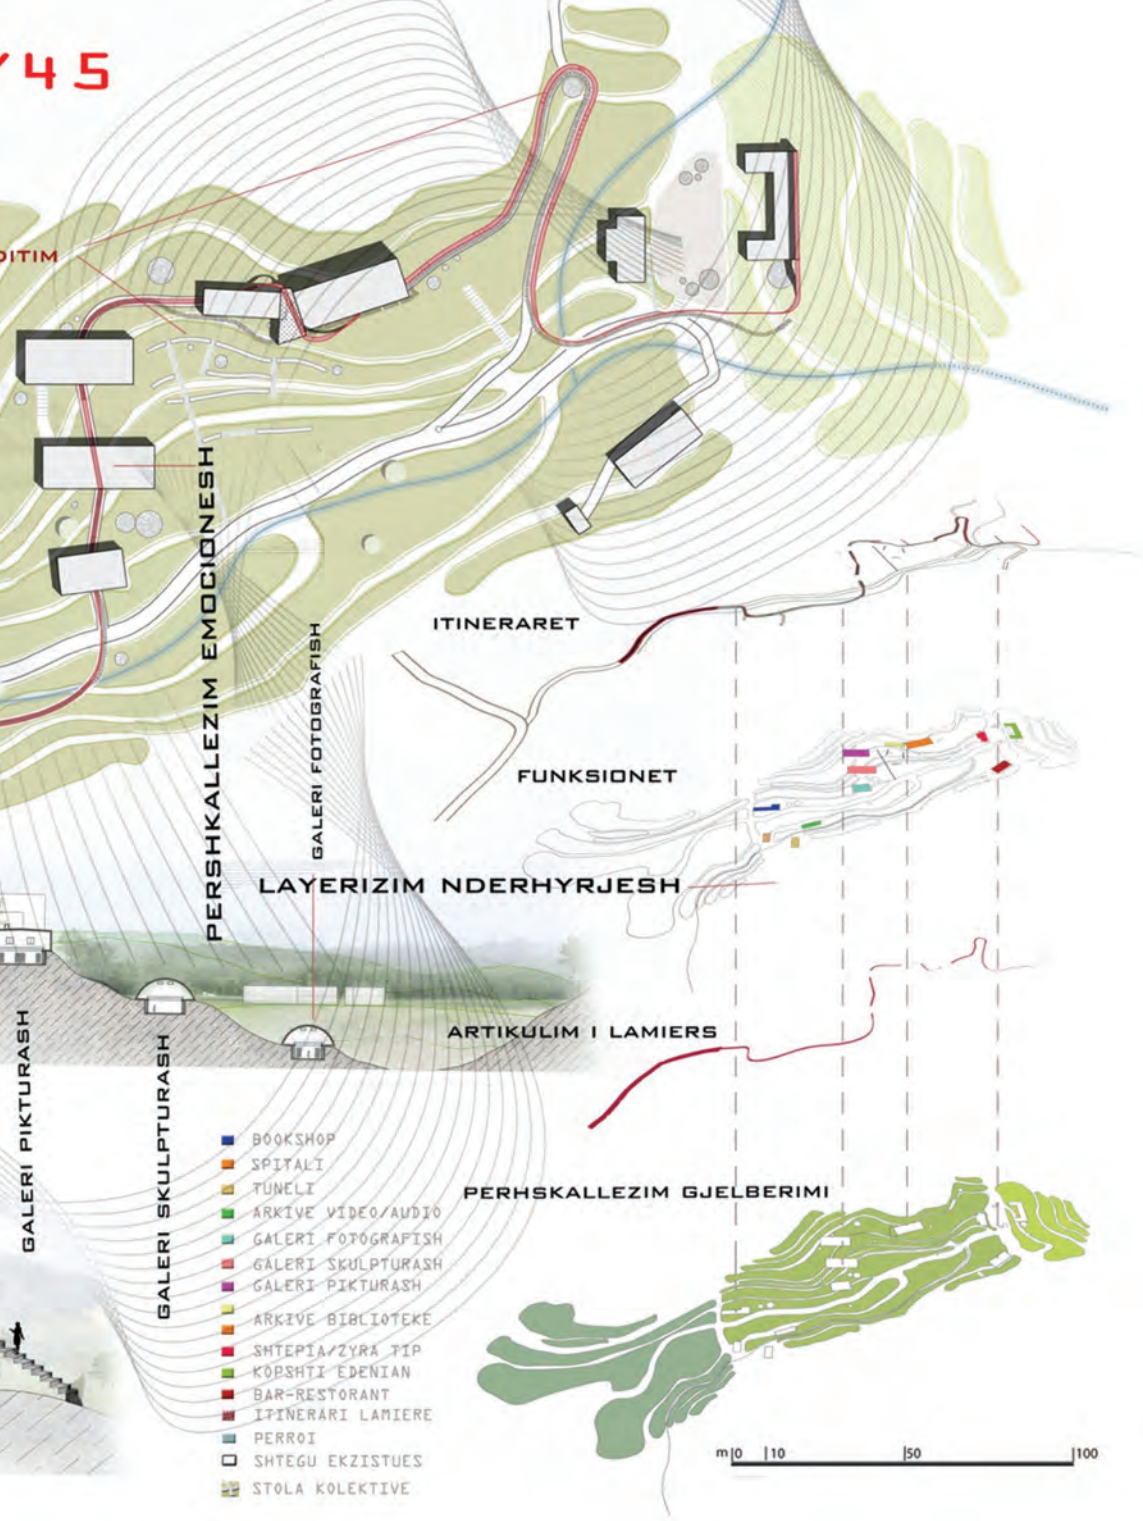 /45
DITIM
PERSHKALLEZIM EMOCIONESH
GALERI FOTOGRAFISH
ITINERARET
FUNKSIONET
LAYERIZIM NDERHYRJESH
ARTIKULIM I LAMIERS
GALERI PIKTURASH
GALERI SKULPTURASH
BOOKSHOP
SPITALI
TUNELI
ARKIVE VIDEO/AUDIO
GALERI FOTOGRAFISH
GALERI SKULPTURASH
GALERI PIKTURASH
ARKIVE BIBLIOTEKE
SHTEPIA/ZYRA TIP
KOPSHTI EDENIAN
BAR-RESTORANT
ITINERARI LAMIERE
PERROI
SHTEGU EKZISTUES
STOLA KOLEKTIVE
PERHSKALLEZIM GJELBERIMI
m|0 |10 |50 |100